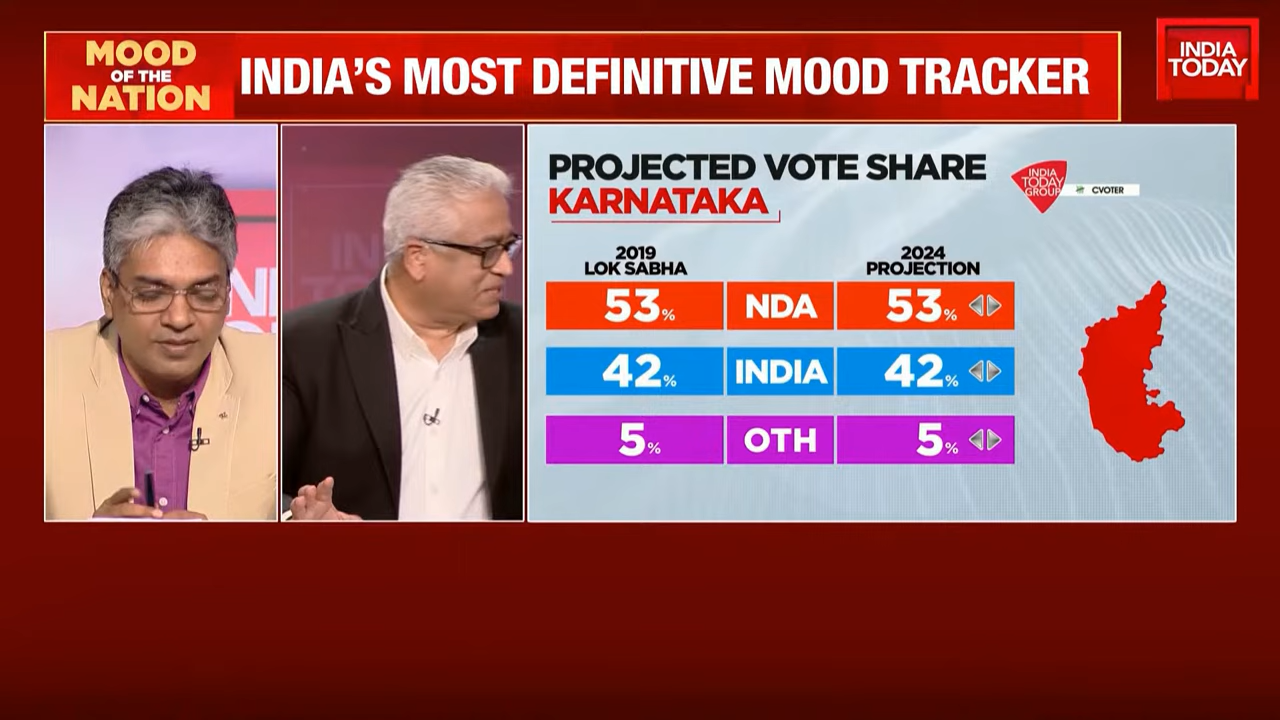 MOOD
OF THE
NATION
INDIA'S MOST DEFINITIVE MOOD TRACKER
INDIA
TODAY
PROJECTED VOTE SHARE
KARNATAKA
INDIA
TODAY
GROUP
CVOTER
2019
LOK SABHA
2024
PROJECTION
53% NDA 53%
42% INDIA 42%
5% OTH 5%